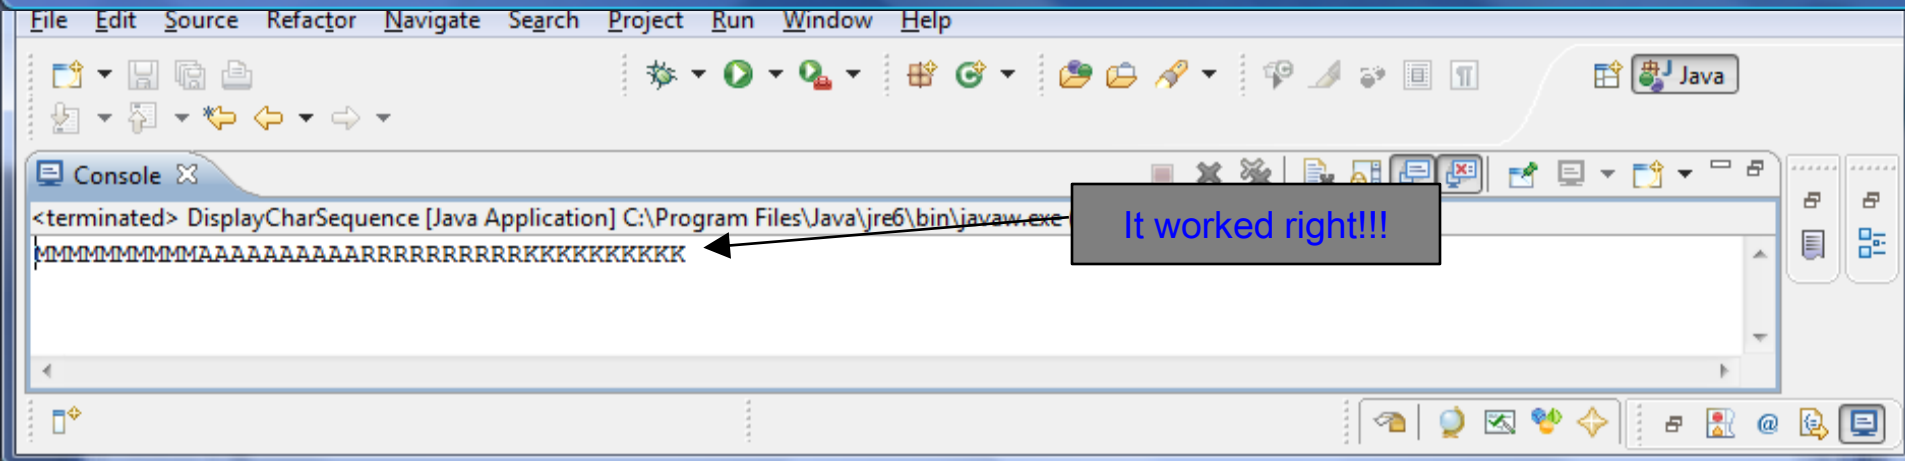 File Edit Source Refactor Navigate Search Project Run Window Help
Java
Console
<terminated> DisplayCharSequence [Java Application] C:\Program Files\Java\jre6\bin\javaw.exe
It worked right!!!
MMMMMMMMMMAAAAAAAAAARRRRRRRRRRKKKKKKKKKK